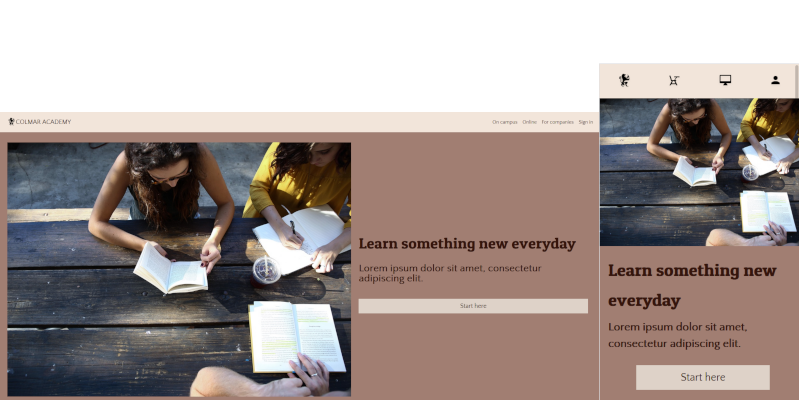 COLMAR ACADEMY
On campus Online For companies Sign In
Learn something new everyday
Lorem ipsum dolor sit amet, consectetur
adipiscing elit.
Start here
Learn something new
everyday
Lorem ipsum dolor sit amet,
consectetur adipiscing elit.
Start here